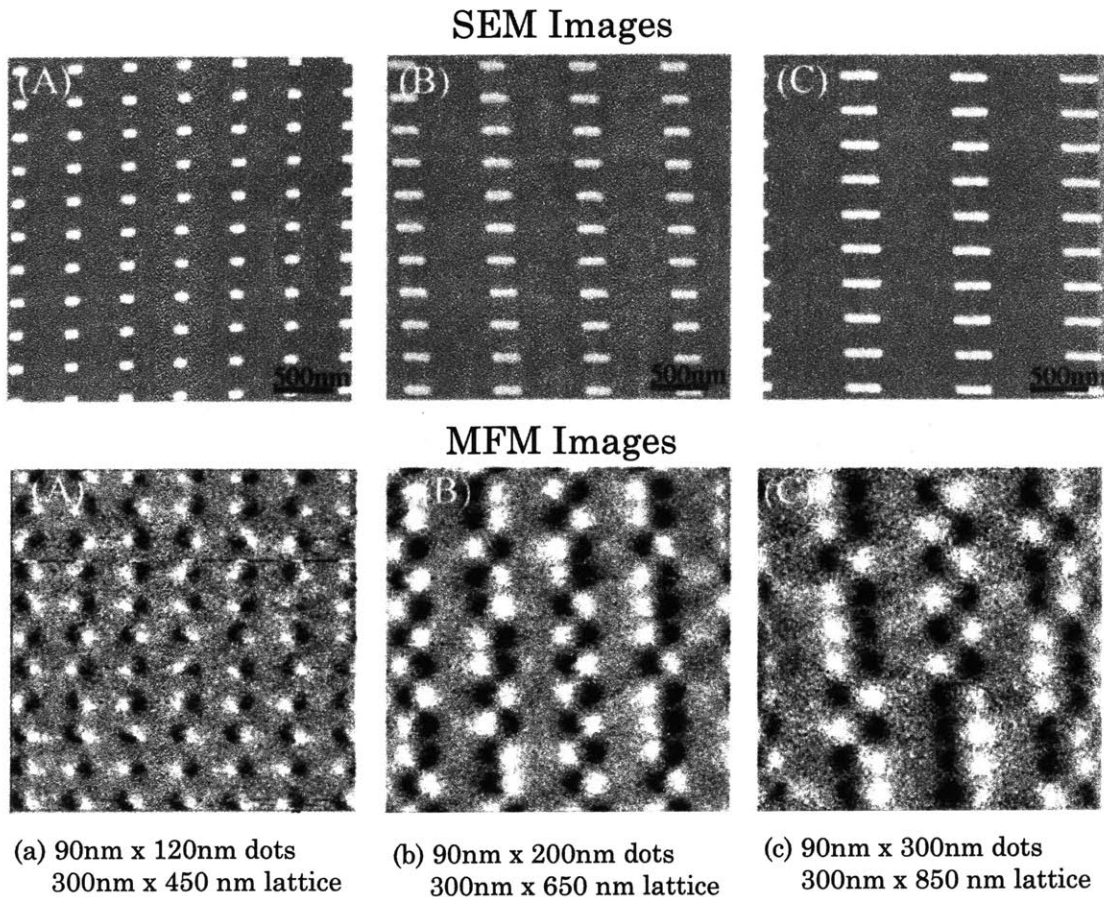 SEM Images
(A)
(B)
(C)
500nm
500nm
500nm
MFM Images
(A)
(B)
(C)
(a) 90nm x 120nm dots
300nm x 450 nm lattice
(b) 90nm x 200nm dots
300nm x 650 nm lattice
(c) 90nm x 300nm dots
300nm x 850 nm lattice